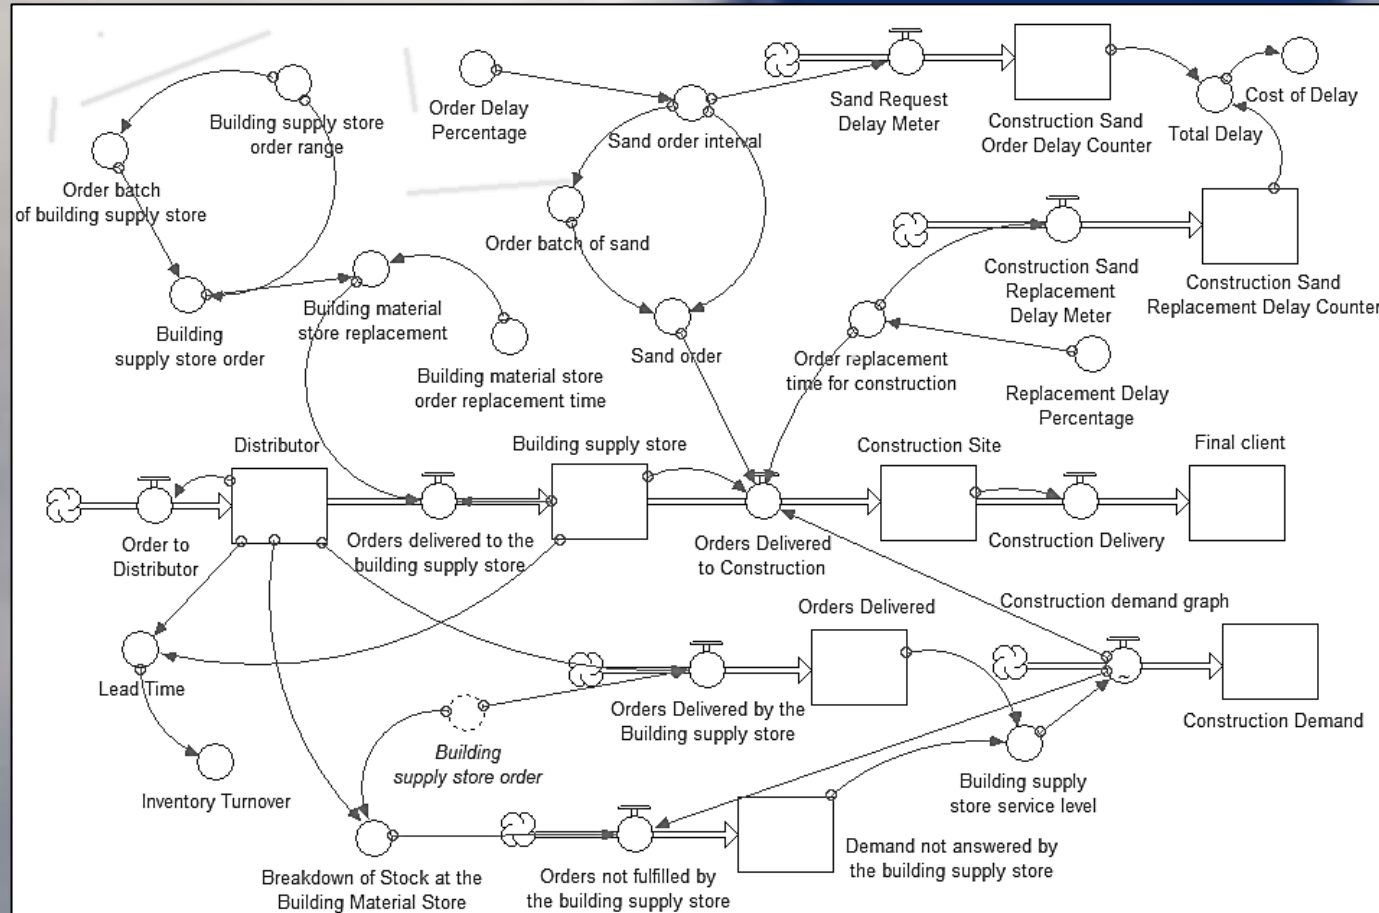 Building supply store
order range
Order batch
of building supply store
Building
supply store order
Building material
store replacement
Building material store
order replacement time
Order Delay
Percentage
Sand order interval
Order batch of sand
Sand order
Sand Request
Delay Meter
Construction Sand
Order Delay Counter
Total Delay
Cost of Delay
Construction Sand
Replacement
Delay Meter
Construction Sand
Replacement Delay Counter
Order replacement
time for construction
Replacement Delay
Percentage
Distributor
Building supply store
Construction Site
Final client
Order to
Distributor
Orders delivered to the
building supply store
Orders Delivered
to Construction
Construction Delivery
Lead Time
Inventory Turnover
Orders Delivered
Construction demand graph
Orders Delivered by the
Building supply store
Construction Demand
Building
supply store order
Building supply
store service level
Breakdown of Stock at the
Building Material Store
Orders not fulfilled by
the building supply store
Demand not answered by
the building supply store
~